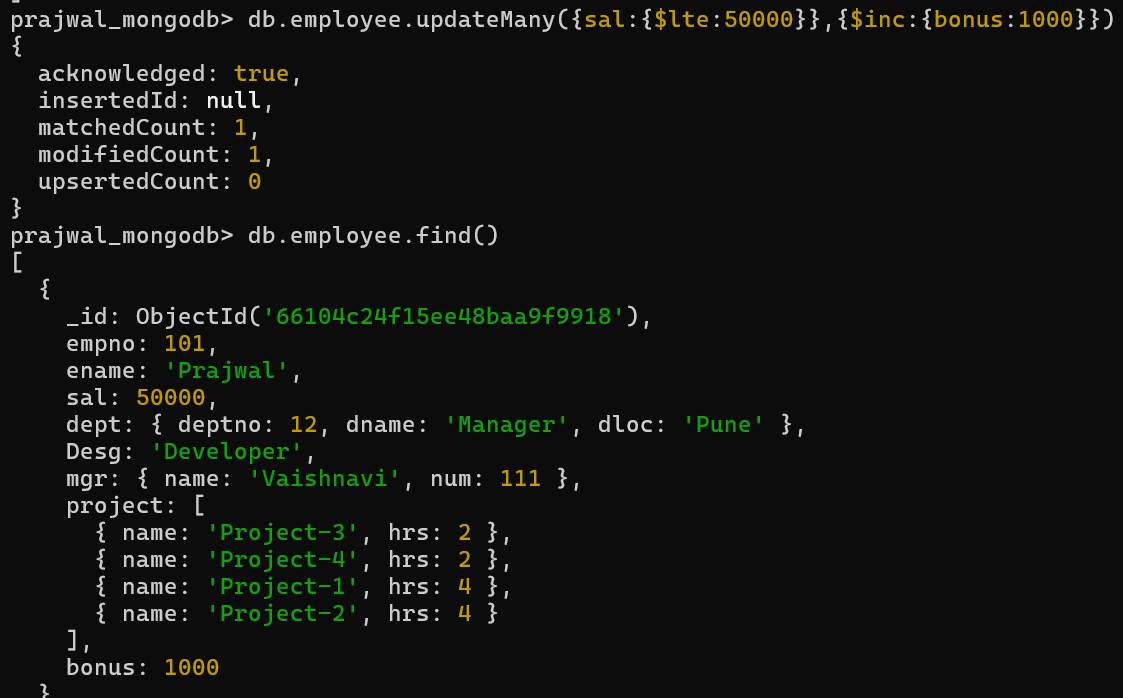 prajwal_mongodb> db.employee.updateMany({sal:{$lte:50000}},{$inc:{bonus:1000}})
{
  acknowledged: true,
  insertedId: null,
  matchedCount: 1,
  modifiedCount: 1,
  upsertedCount: 0
}
prajwal_mongodb> db.employee.find()
[
  {
    _id: ObjectId('66104c24f15ee48baa9f9918'),
    empno: 101,
    ename: 'Prajwal',
    sal: 50000,
    dept: { deptno: 12, dname: 'Manager', dloc: 'Pune' },
    Desg: 'Developer',
    mgr: { name: 'Vaishnavi', num: 111 },
    project: [
      { name: 'Project-3', hrs: 2 },
      { name: 'Project-4', hrs: 2 },
      { name: 'Project-1', hrs: 4 },
      { name: 'Project-2', hrs: 4 }
    ],
    bonus: 1000
  }